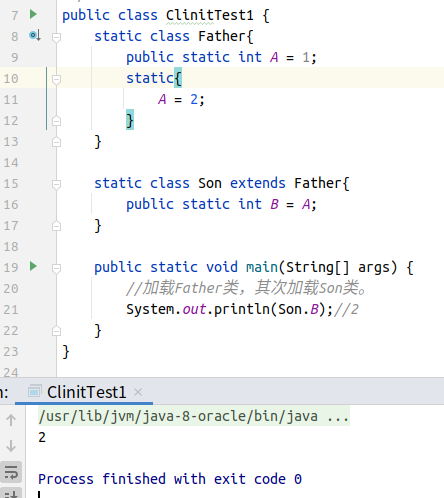 7 public class ClinitTest1 {
8 static class Father{
9 public static int A = 1;
10 static{
11 A = 2;
12 }
13 }
14
15 static class Son extends Father{
16 public static int B = A;
17 }
18
19 public static void main(String[] args) {
20 //加载Father类，其次加载Son类。
21 System.out.println(Son.B);//2
22 }
23 }
24
n: ClinitTest1 ×
/usr/lib/jvm/java-8-oracle/bin/java ...
2
Process finished with exit code 0